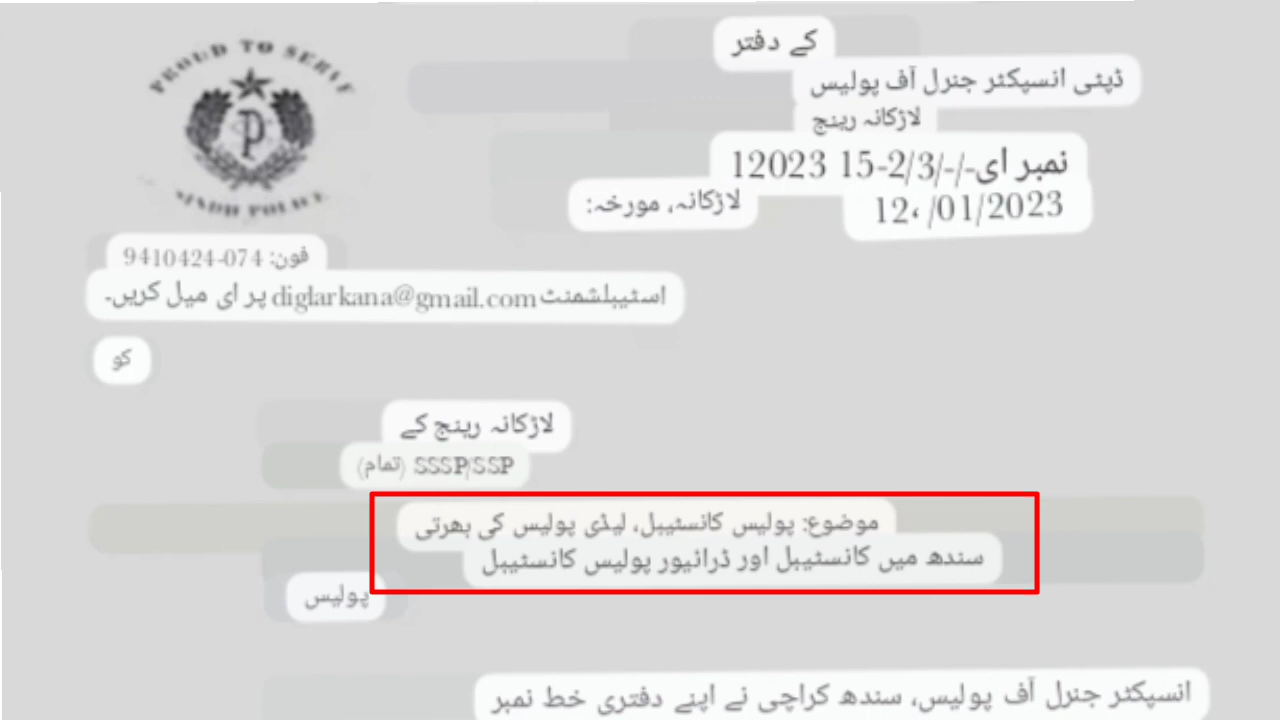 PROUD TO SERVE
SINDH POLICE
کے دفتر
ڈپٹی انسپکٹر جنرل آف پولیس
لاڑکانہ رینج
نمبر ای-/-/2/3-15 12023
لاڑکانہ، مورخہ: 12، /01/2023
فون: 074-9410424
اسٹیبلشمنٹ diglarkana@gmail.com پر ای میل کریں۔
کو
لاڑکانہ رینج کے
SSSP/SSP (تمام)
موضوع: پولیس کانسٹیبل، لیڈی پولیس کی بھرتی
سندھ میں کانسٹیبل اور ڈرائیور پولیس کانسٹیبل
پولیس
انسپکٹر جنرل آف پولیس، سندھ کراچی نے اپنے دفتری خط نمبر